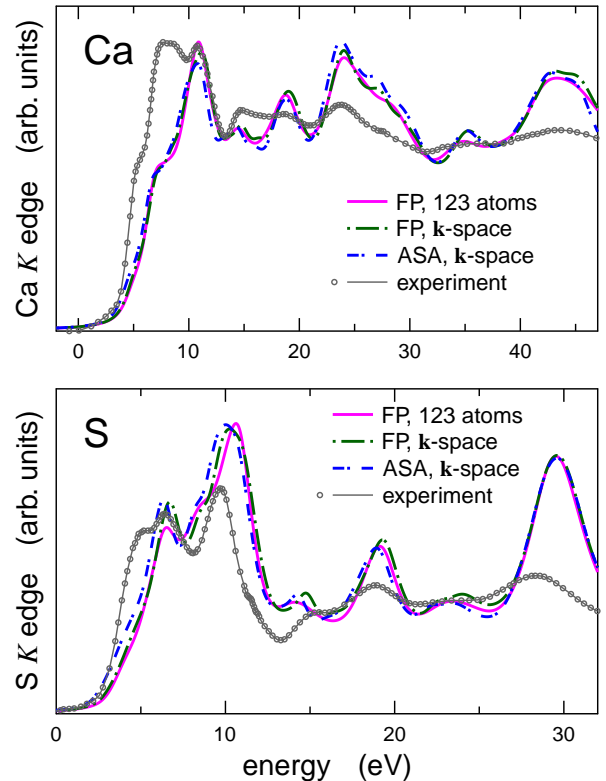 Ca
Ca K edge (arb. units)
FP, 123 atoms
FP, k-space
ASA, k-space
experiment
0 10 20 30 40
S
S K edge (arb. units)
FP, 123 atoms
FP, k-space
ASA, k-space
experiment
0 10 20 30
energy (eV)